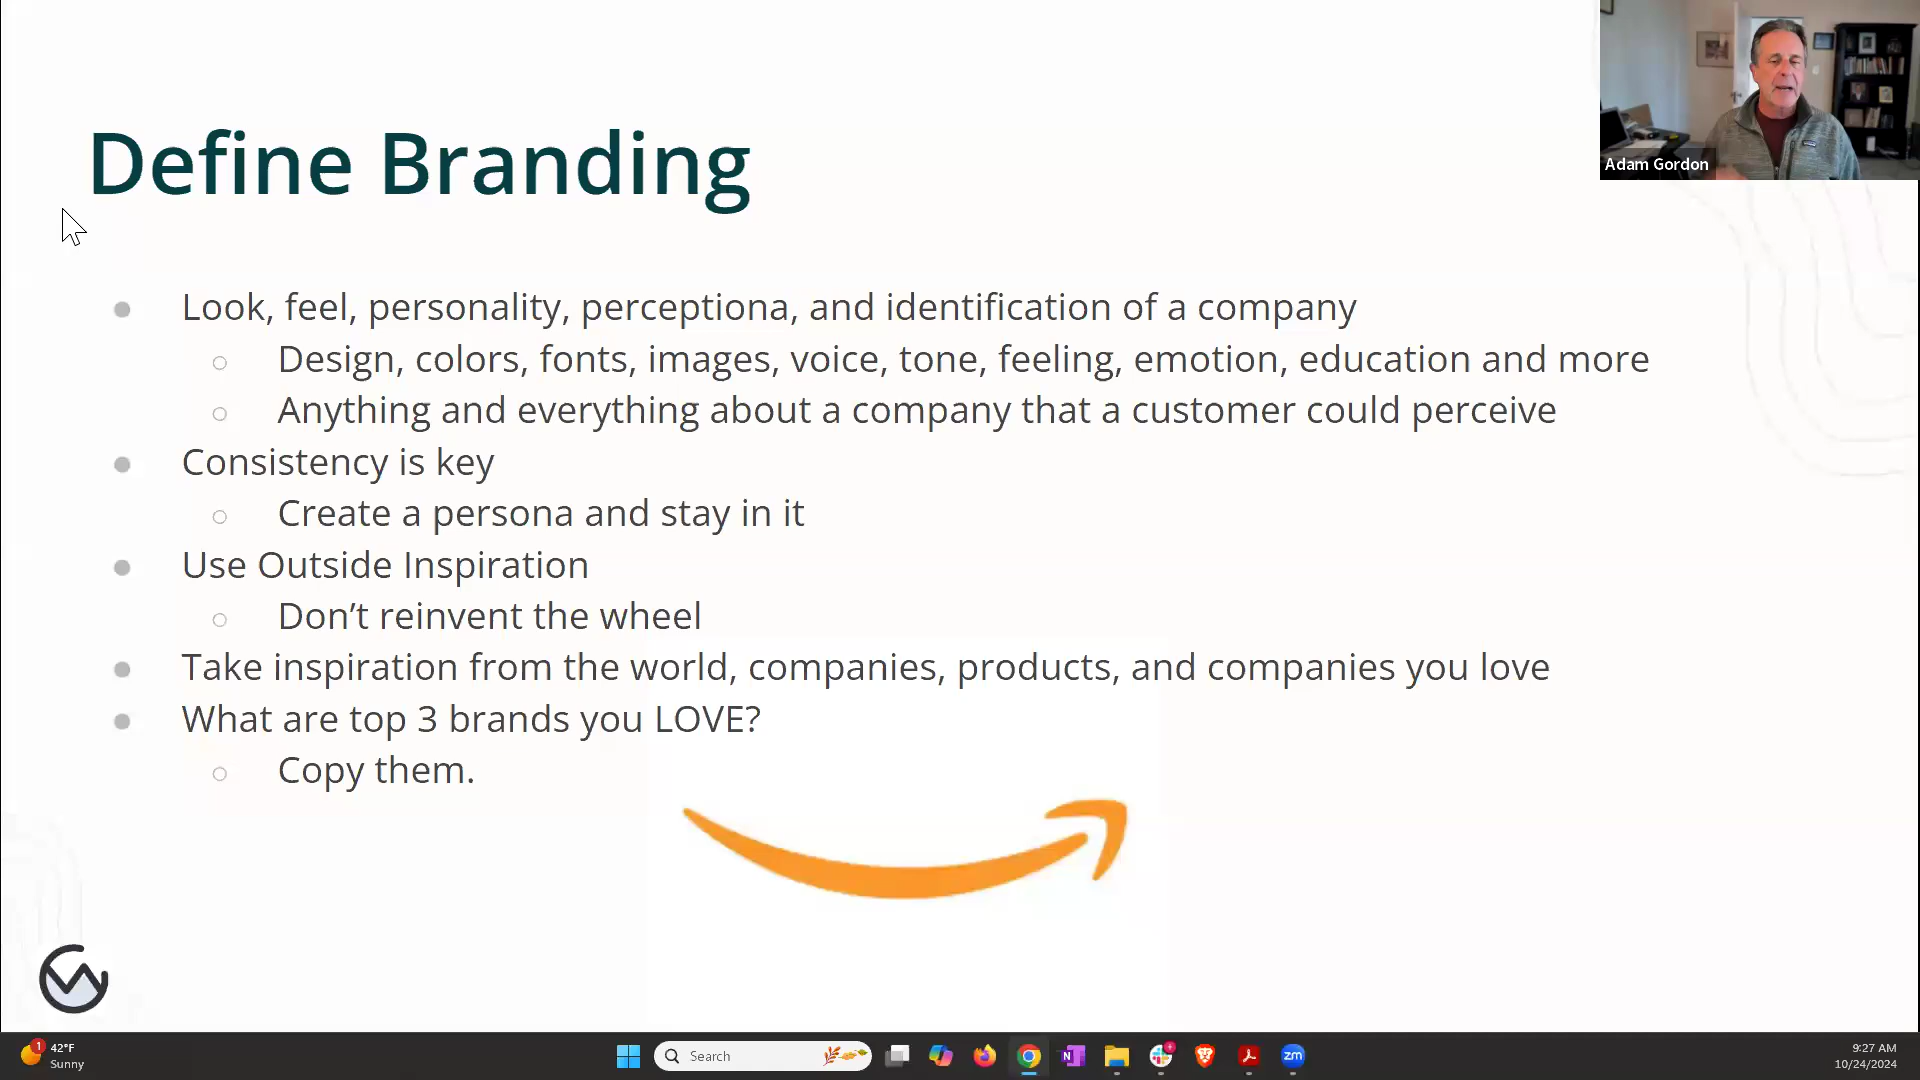 Adam Gordon
Define Branding
Look, feel, personality, perceptiona, and identification of a company
Design, colors, fonts, images, voice, tone, feeling, emotion, education and more
Anything and everything about a company that a customer could perceive
Consistency is key
Create a persona and stay in it
Use Outside Inspiration
Don’t reinvent the wheel
Take inspiration from the world, companies, products, and companies you love
What are top 3 brands you LOVE?
Copy them.
1
42°F
Sunny
Search
N
zm
9:27 AM
10/24/2024